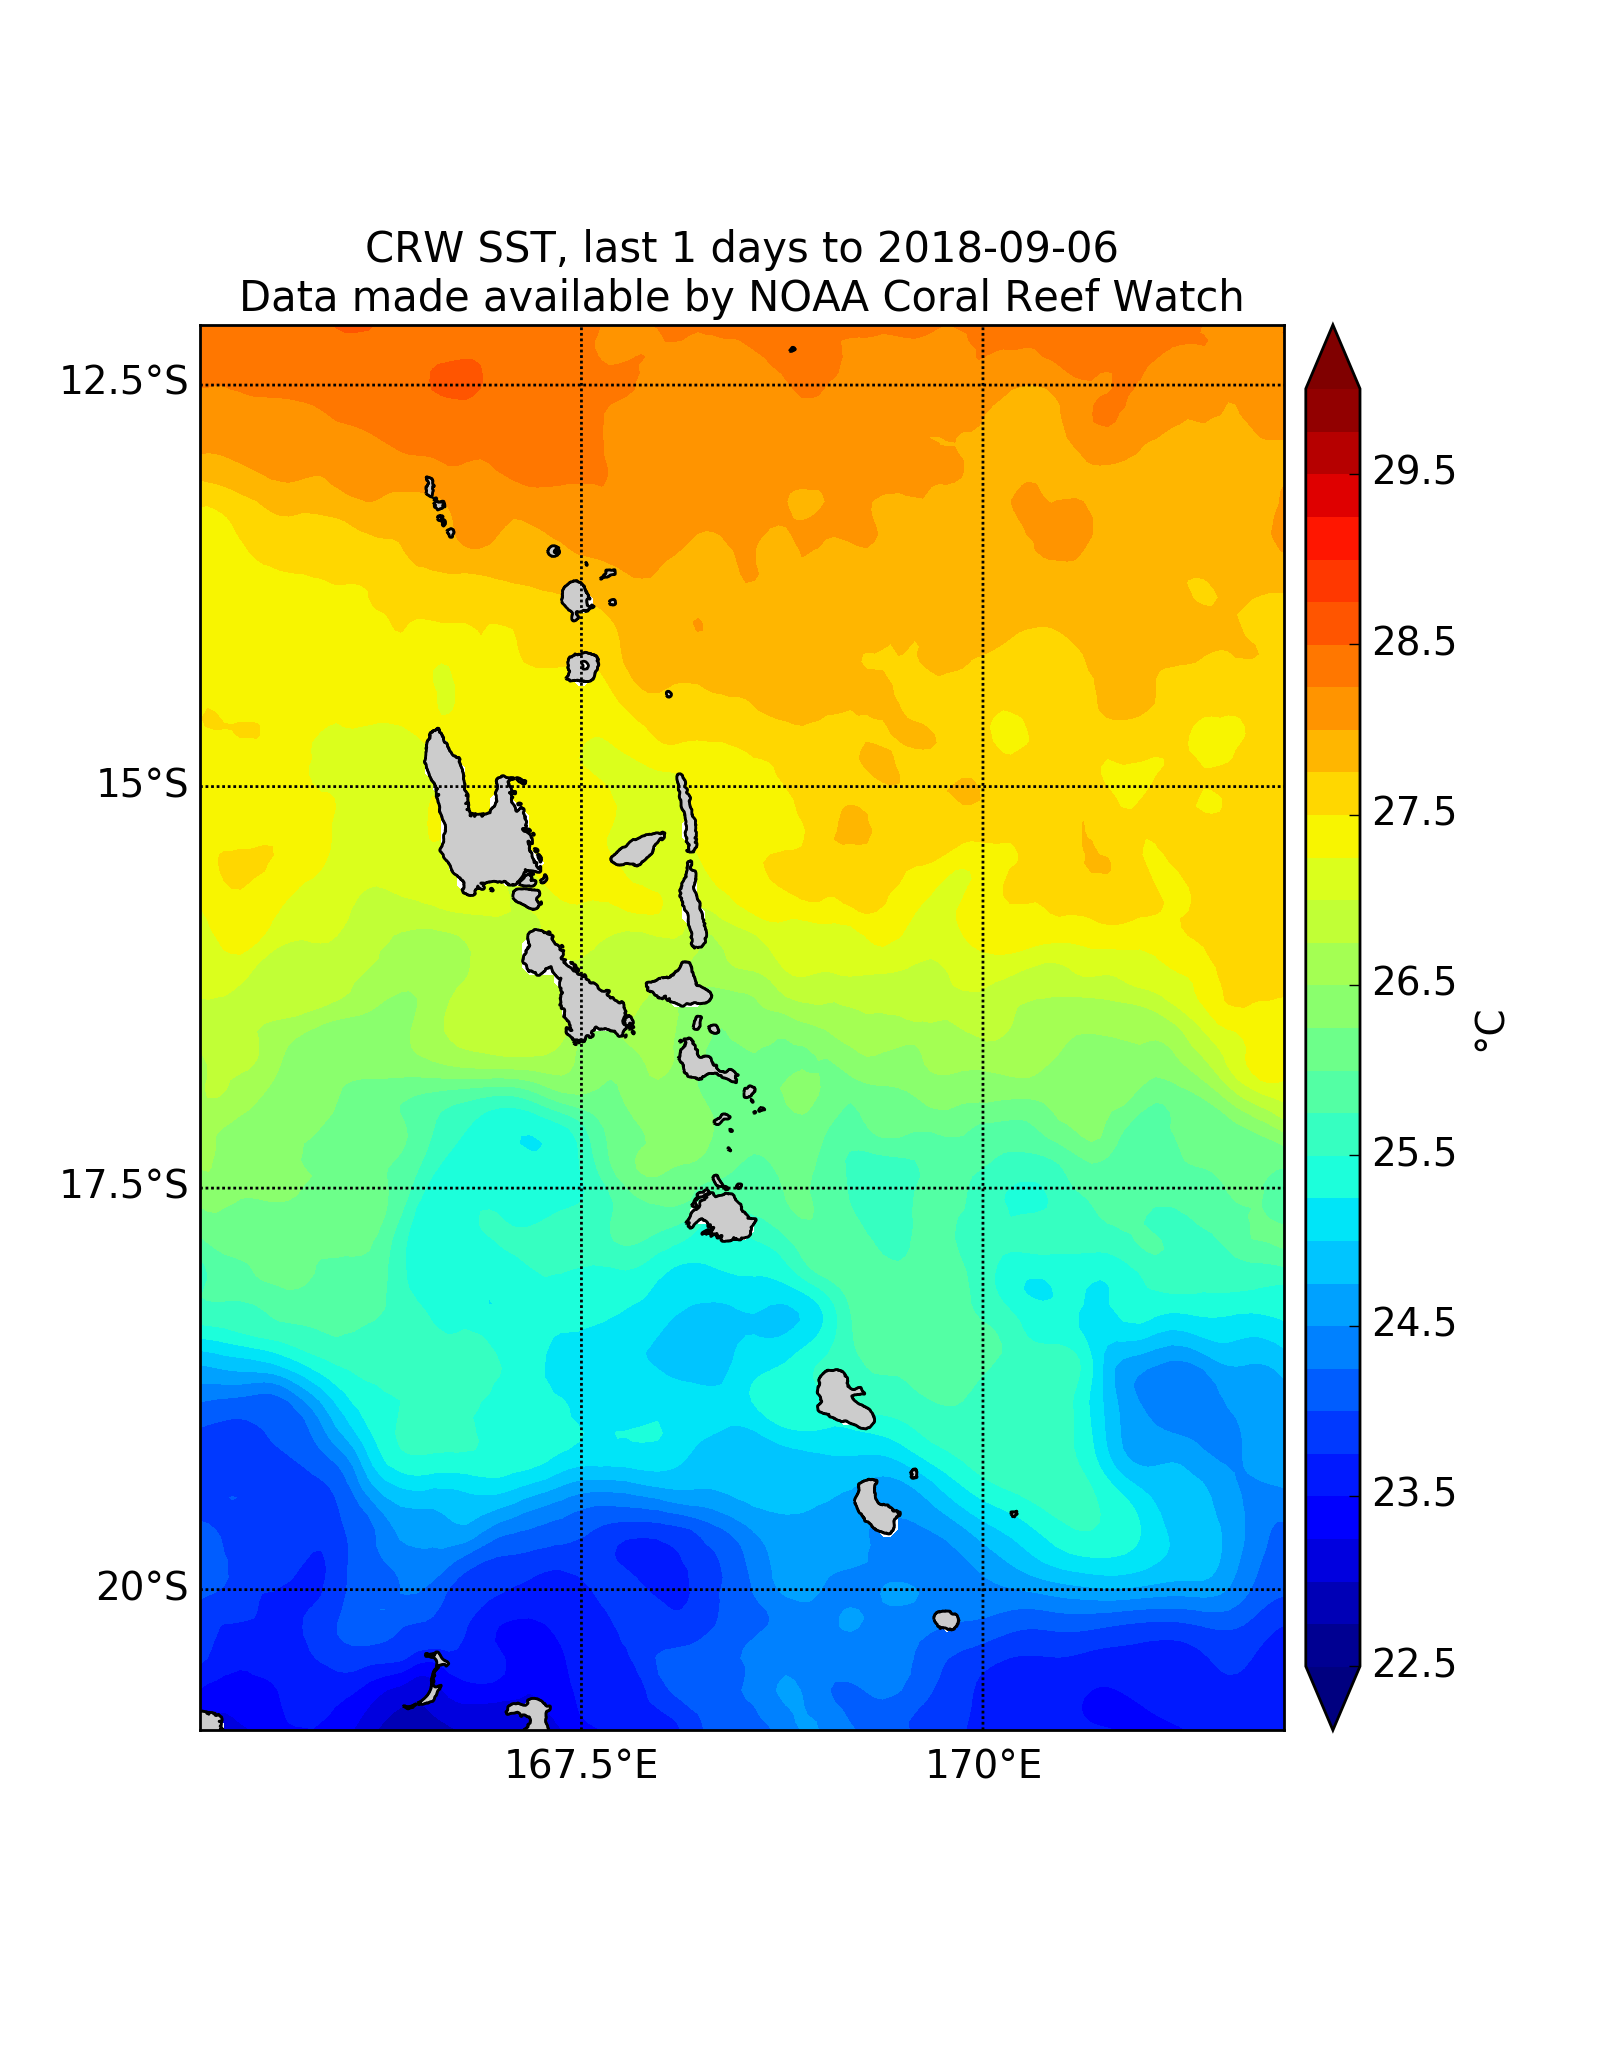 CRW SST, last 1 days to 2018-09-06
Data made available by NOAA Coral Reef Watch
12.5°S
15°S
17.5°S
20°S
167.5°E
170°E
29.5
28.5
27.5
26.5
25.5
24.5
23.5
22.5
°C